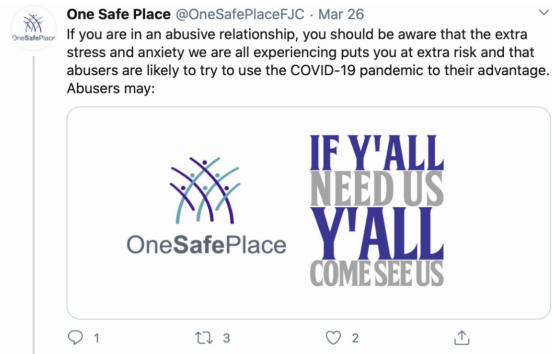 One Safe Place @OneSafePlaceFJC · Mar 26
OneSafePlace
If you are in an abusive relationship, you should be aware that the extra
stress and anxiety we are all experiencing puts you at extra risk and that
abusers are likely to try to use the COVID-19 pandemic to their advantage.
Abusers may:
OneSafePlace
IF Y'ALL
NEED US
Y'ALL
COME SEE US
1 3 2